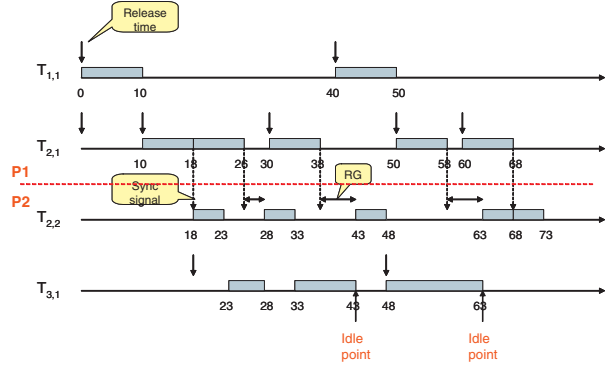 Release
time
T1,1
0 10 40 50
T2,1
10 18 26 30 38 50 58 60 68
P1
Sync
signal
RG
P2
T2,2
18 23 28 33 43 48 63 68 73
T3,1
23 28 33 43 48 63
Idle
point
Idle
point